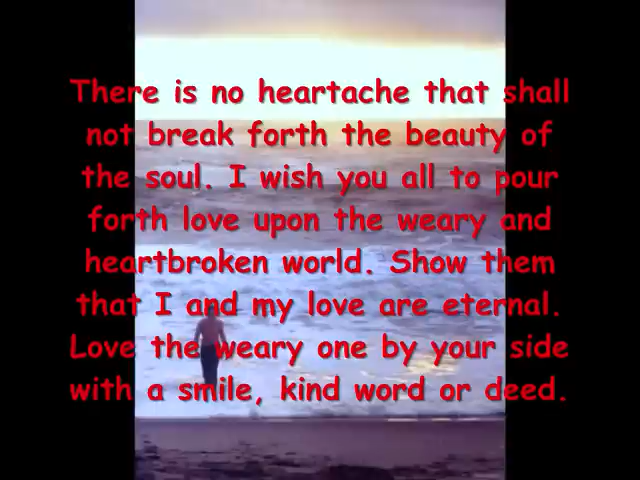 There is no heartache that shall
not break forth the beauty of
the soul. I wish you all to pour
forth love upon the weary and
heartbroken world. Show them
that I and my love are eternal.
Love the weary one by your side
with a smile, kind word or deed.